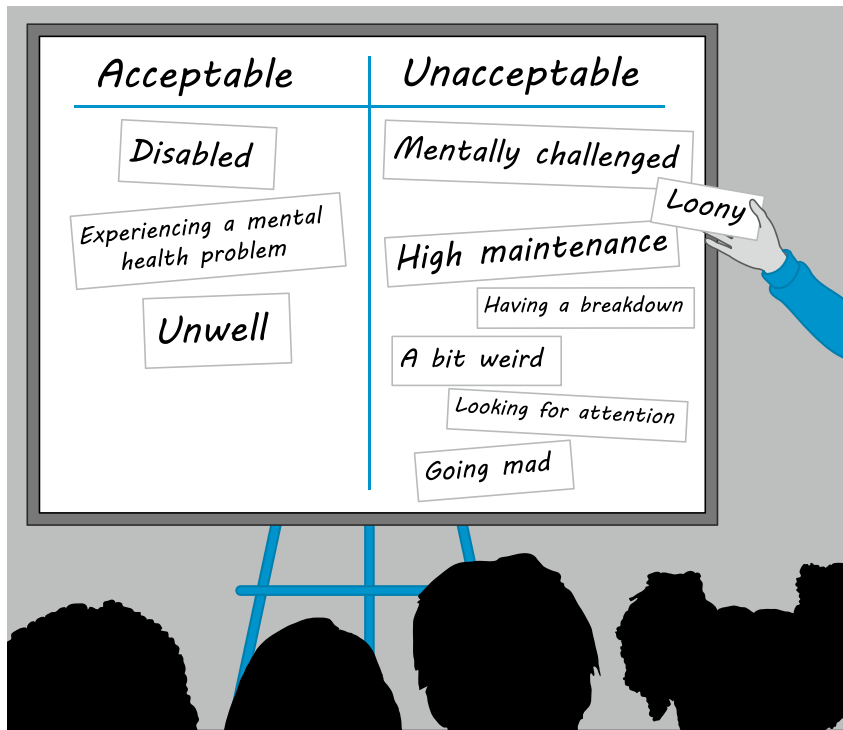 Acceptable
Unacceptable
Disabled
Experiencing a mental
health problem
Unwell
Mentally challenged
Loony
High maintenance
Having a breakdown
A bit weird
Looking for attention
Going mad